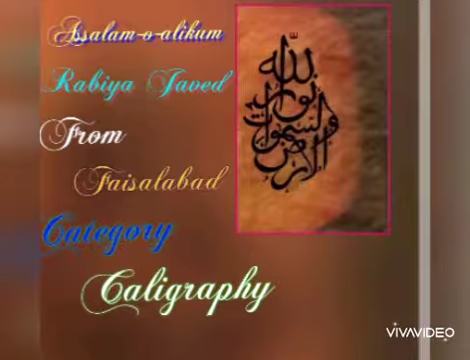 Assalam-o-alikum
Rabiya Javed
From
Faisalabad
Category
Caligraphy
الله نور السموات والارض
VIVAVIDEO